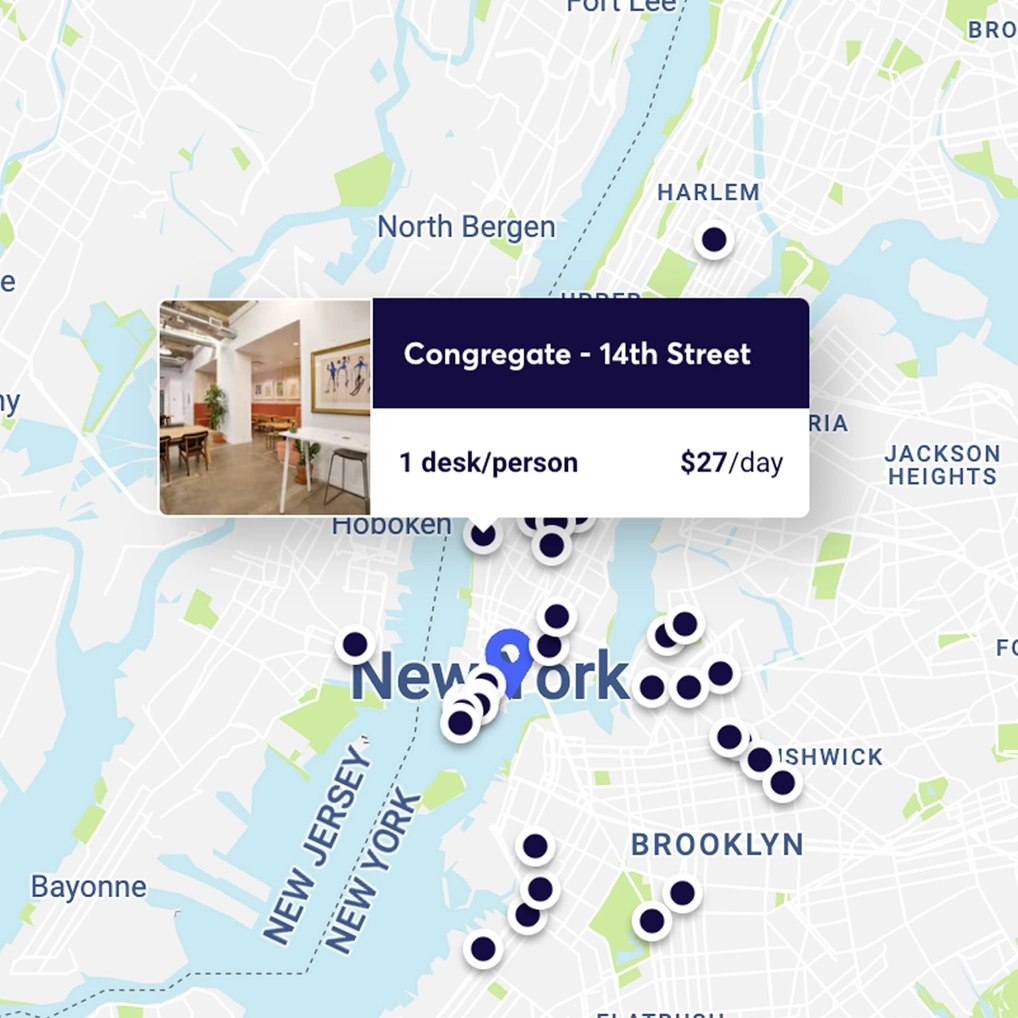 Fort Lee
BRO
HARLEM
North Bergen
e
UPPER
Congregate - 14th Street
ny
RIA
1 desk/person
$27/day
JACKSON
HEIGHTS
Hoboken
FO
New York
ISHWICK
NEW JERSEY
NEW YORK
BROOKLYN
Bayonne
FLATBUSH